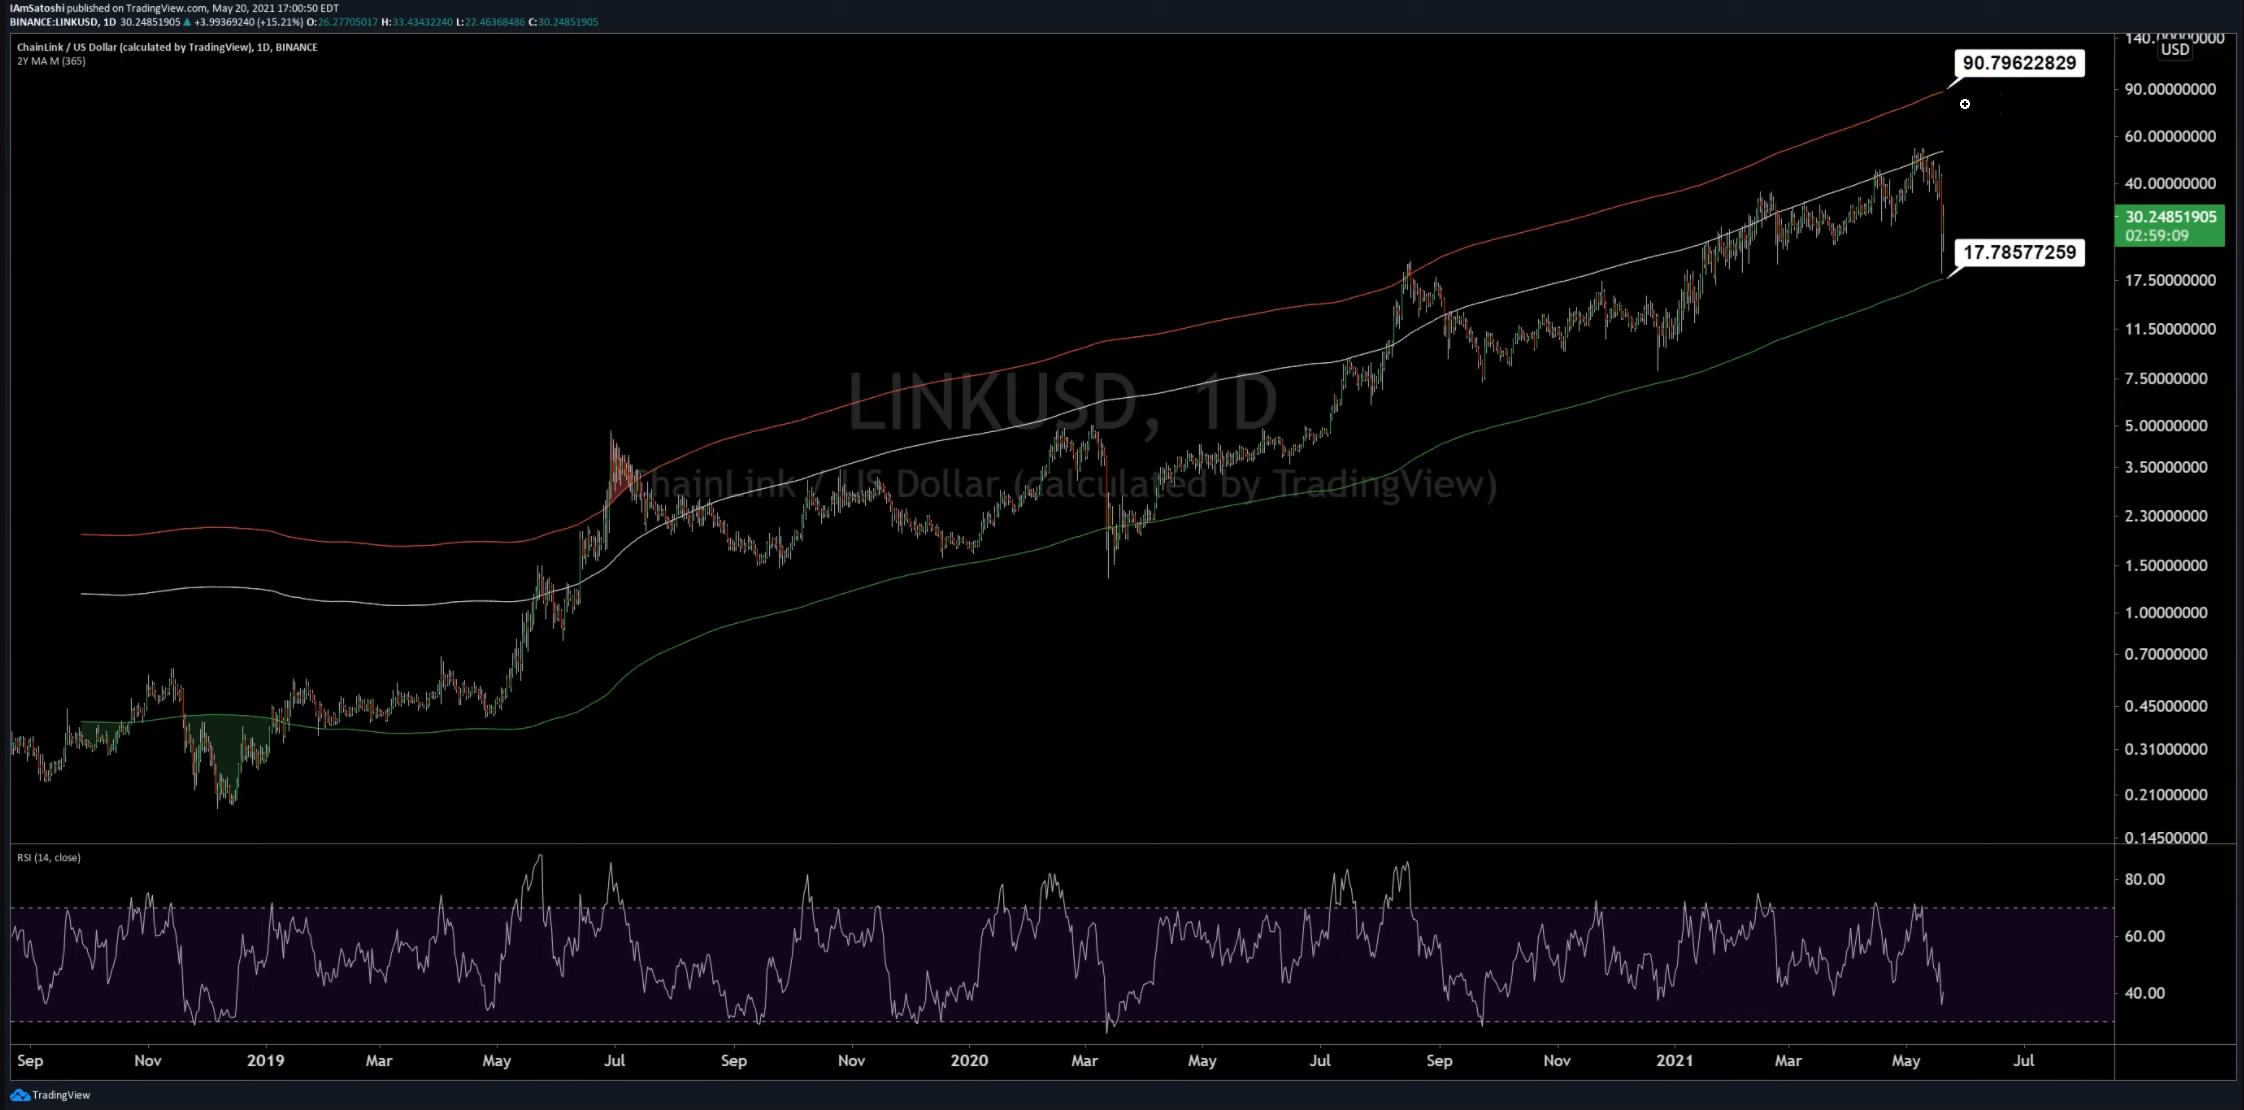 IAmSatoshi published on TradingView.com, May 20, 2021 17:00:50 EDT
BINANCE:LINKUSD, 1D 30.24851905 ▲ +3.99369240 (+15.21%) O:26.27705017 H:33.43432240 L:22.46368486 C:30.24851905
ChainLink / US Dollar (calculated by TradingView), 1D, BINANCE
2Y MA M (365)
140.00000000
USD
90.79622829
90.00000000
60.00000000
40.00000000
30.24851905
02:59:09
17.78577259
17.50000000
11.50000000
7.50000000
LINKUSD, 1D
5.00000000
3.50000000
ChainLink / US Dollar (calculated by TradingView)
2.30000000
1.50000000
1.00000000
0.70000000
0.45000000
0.31000000
0.21000000
0.14500000
RSI (14, close)
80.00
60.00
40.00
Sep Nov 2019 Mar May Jul Sep Nov 2020 Mar May Jul Sep Nov 2021 Mar May Jul
TradingView